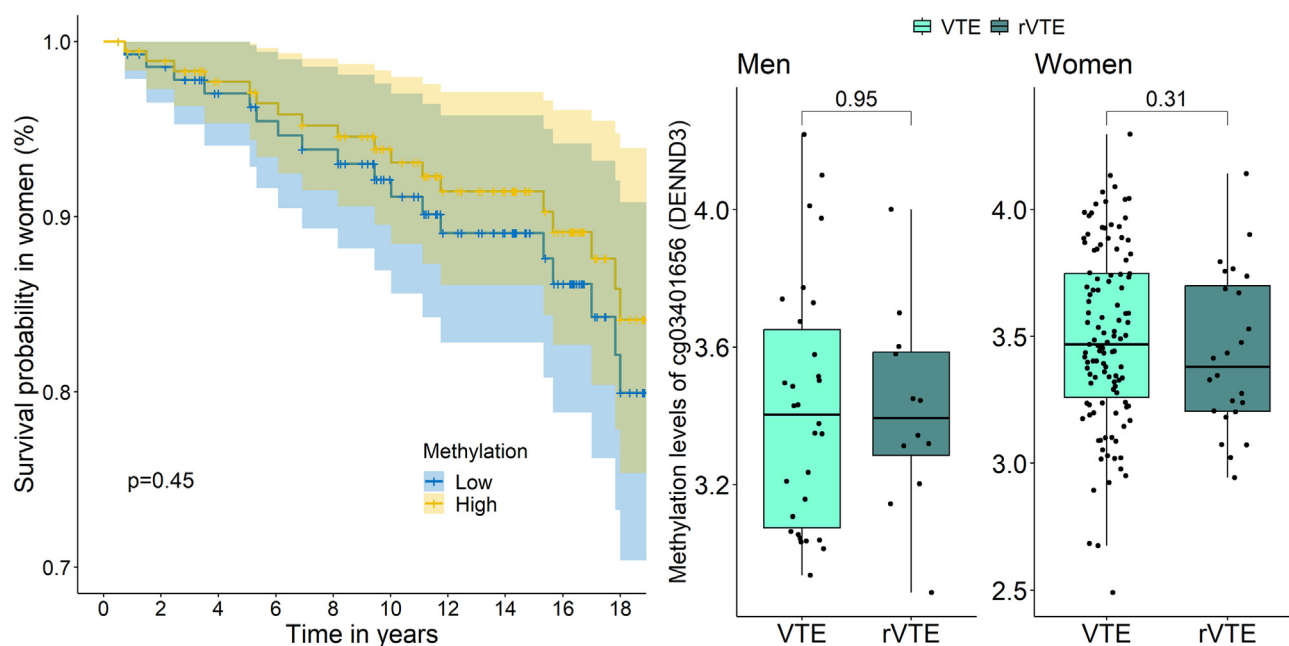 VTE rVTE
Survival probability in women (%)
1.0
0.9
0.8
0.7
p=0.45
Methylation
Low
High
0 2 4 6 8 10 12 14 16 18
Time in years
Methylation levels of cg03401656 (DENND3)
Men
0.95
4.0
3.6
3.2
VTE rVTE
Women
0.31
4.0
3.5
3.0
2.5
VTE rVTE